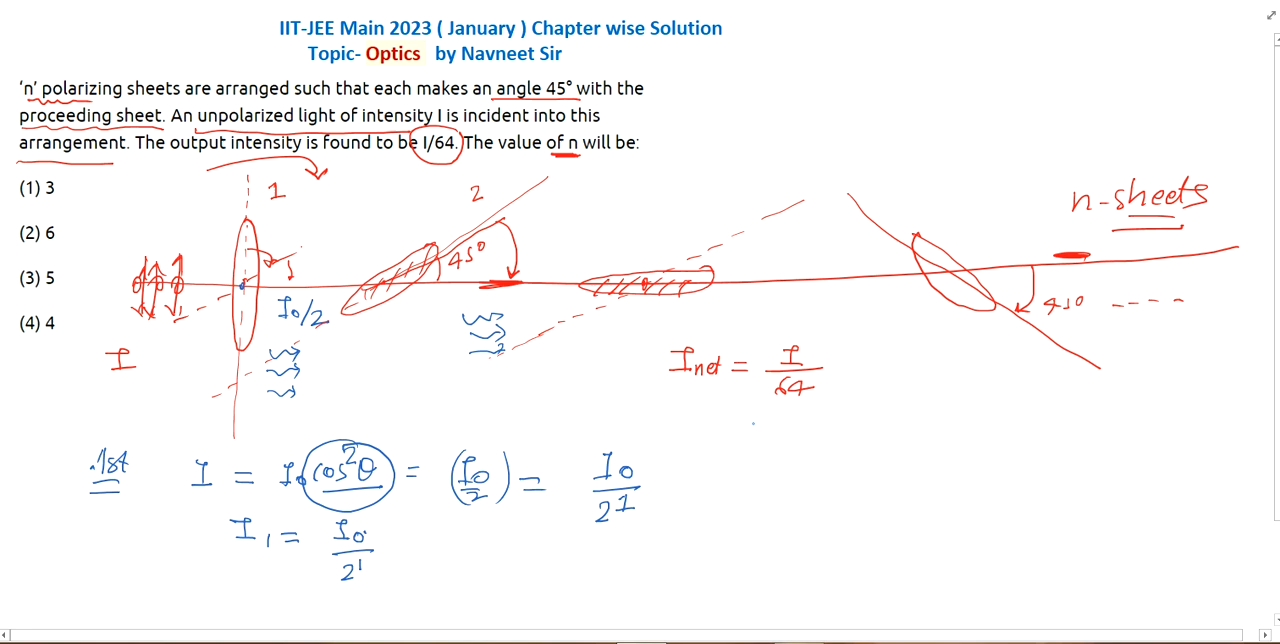 IIT-JEE Main 2023 ( January ) Chapter wise Solution
Topic- Optics by Navneet Sir
‘n’ polarizing sheets are arranged such that each makes an angle 45° with the
proceeding sheet. An unpolarized light of intensity I is incident into this
arrangement. The output intensity is found to be I/64. The value of n will be:
(1) 3
(2) 6
(3) 5
(4) 4
1
2
n-sheets
45°
45°
I0/2
I
Inet = I/64
1st I = I0 cos²θ = (I0/2) = I0/2¹
I1 = I0/2¹